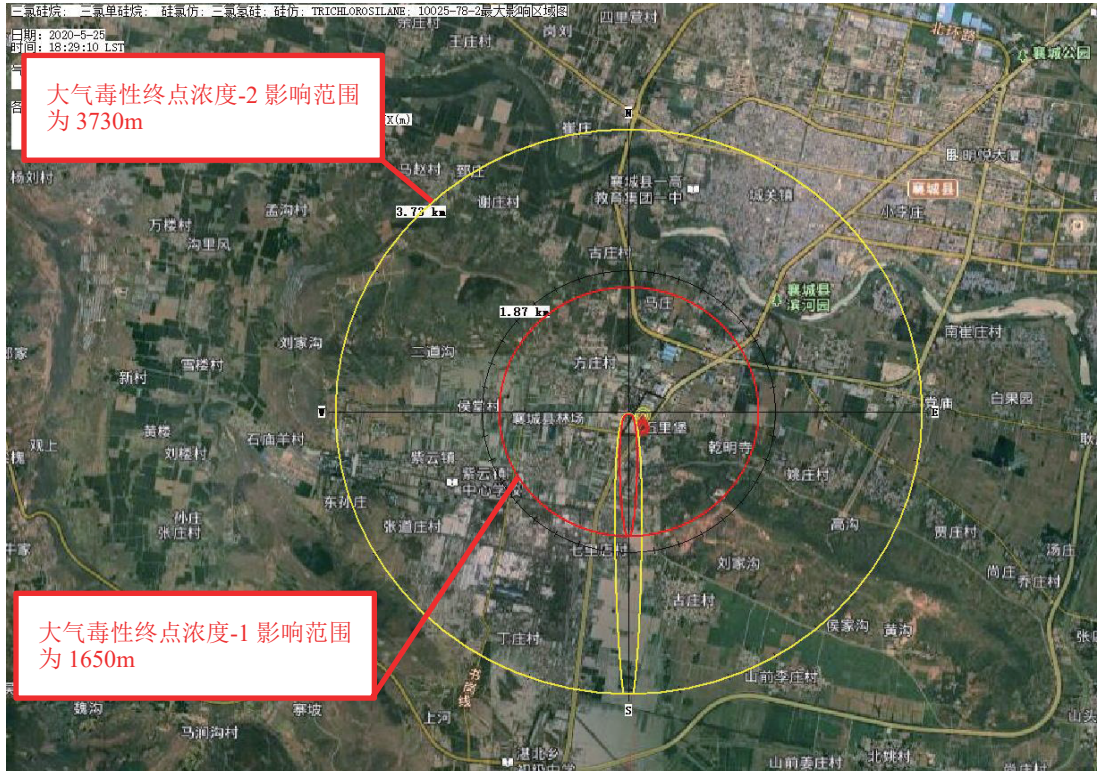 三氯硅烷; 三氯单硅烷; 硅氯仿; 三氯氢硅; 硅仿; TRICHLOROSILANE; 10025-78-2最大影响区域图
日期: 2020-5-25
时间: 18:29:10 LST
大气毒性终点浓度-2 影响范围
为 3730m
X(m)
余庄村
王庄村
岗刘
四里营村
北环路
襄城公园
崔庄
N
明悦大厦
杨刘村
马赵村
郅庄
谢庄村
襄城县一高
教育集团一中
城关镇
襄城县
小李庄
3.73 km
孟沟村
万楼村
沟里风
古庄村
马庄
襄城县
滨河园
1.87 km
南崔庄村
刘家沟
二道沟
方庄村
雪楼村
新村
侯堂村
襄城县林场
W
E
党庙
白果园
七里堡
观上
黄楼
刘楼村
石庙羊村
紫云镇
紫云镇
中心学校
乾明寺
姚庄村
东孙庄
张道庄村
孙庄
张庄村
高沟
贾庄村
汤庄
牛家
七里店村
刘家沟
尚庄
乔庄村
古庄村
大气毒性终点浓度-1 影响范围
为 1650m
丁庄村
侯家沟
黄沟
山前李庄村
书岗线
魏沟
寨坡
上河
S
马涧沟村
湛北乡
山前姜庄村
北姚村